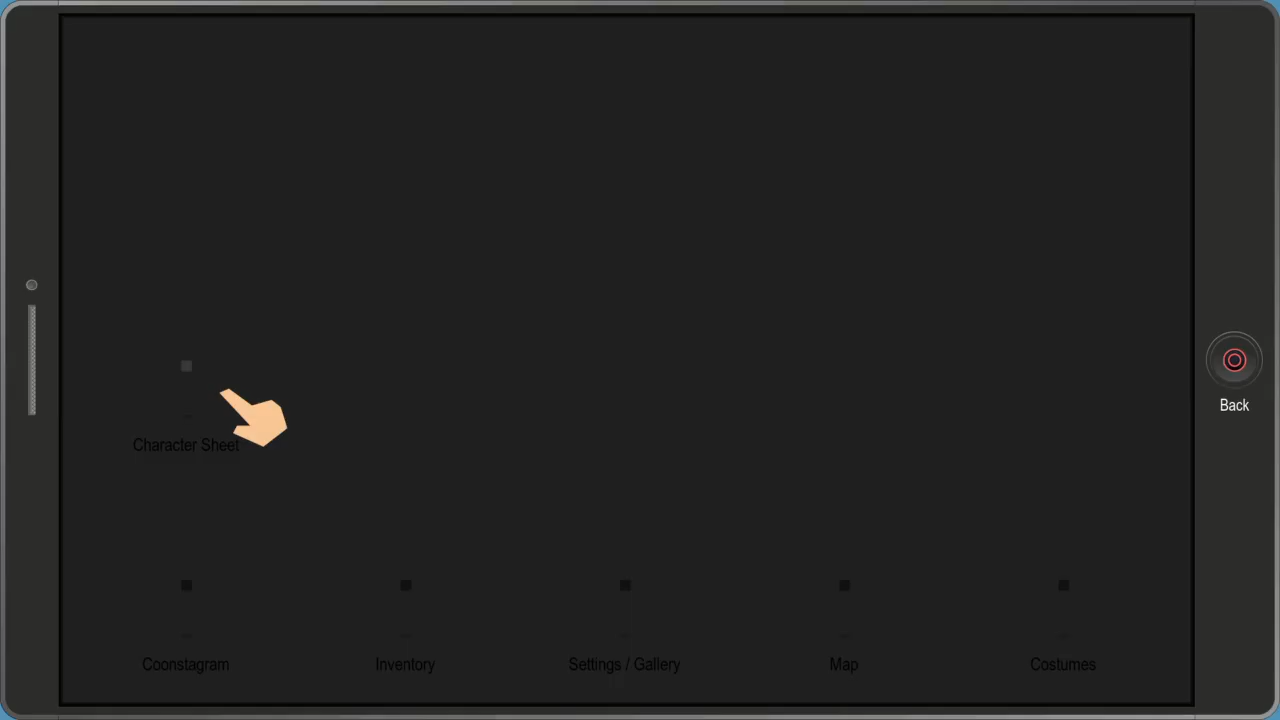 Back
Character Sheet
Coonstagram
Inventory
Settings / Gallery
Map
Costumes